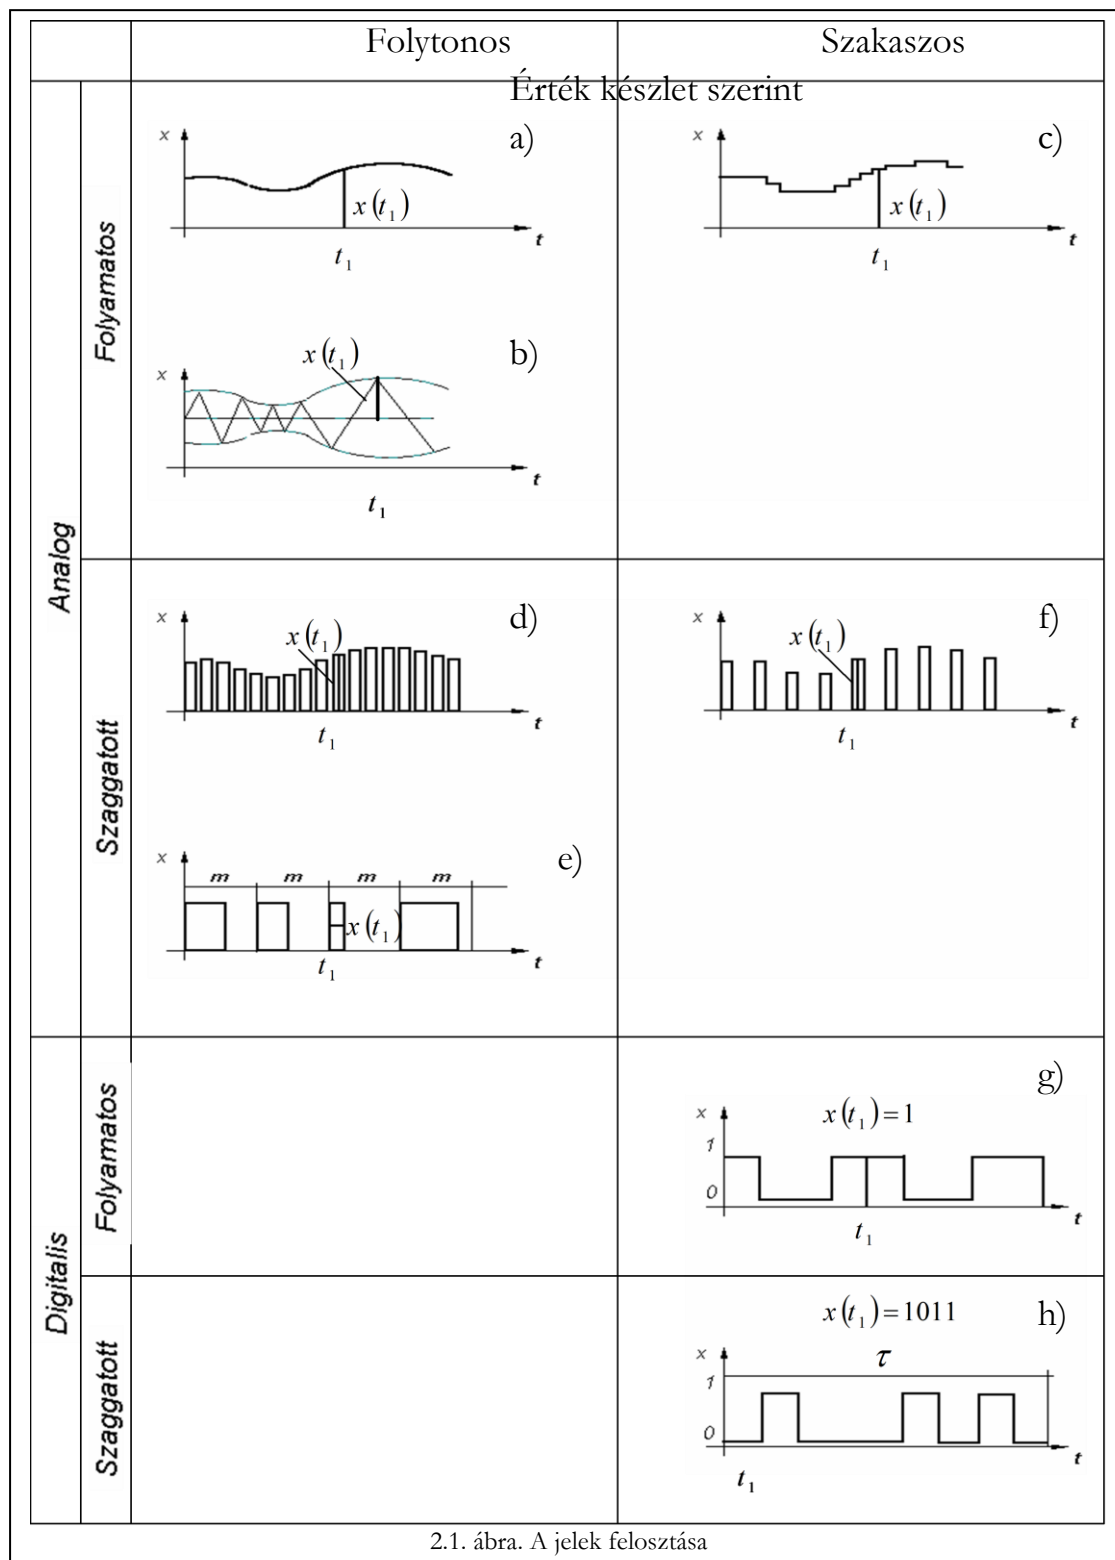 Folytonos
Szakaszos
Érték készlet szerint
Analog
Folyamatos
a)
x
x(t₁)
t
t₁
c)
x
x(t₁)
t
t₁
b)
x
x(t₁)
t
t₁
Szaggatott
d)
x
x(t₁)
t
t₁
f)
x
x(t₁)
t
t₁
e)
x
m m m m
x(t₁)
t
t₁
Digitalis
Folyamatos
g)
x
x(t₁)=1
1
0
t
t₁
Szaggatott
h)
x(t₁)=1011
x
τ
1
0
t
t₁
2.1. ábra. A jelek felosztása